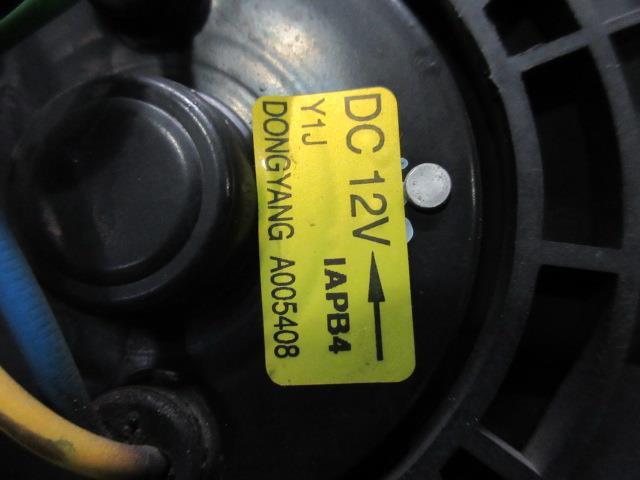 DC 12V
Y1J IAPB4
DONGYANG A005408